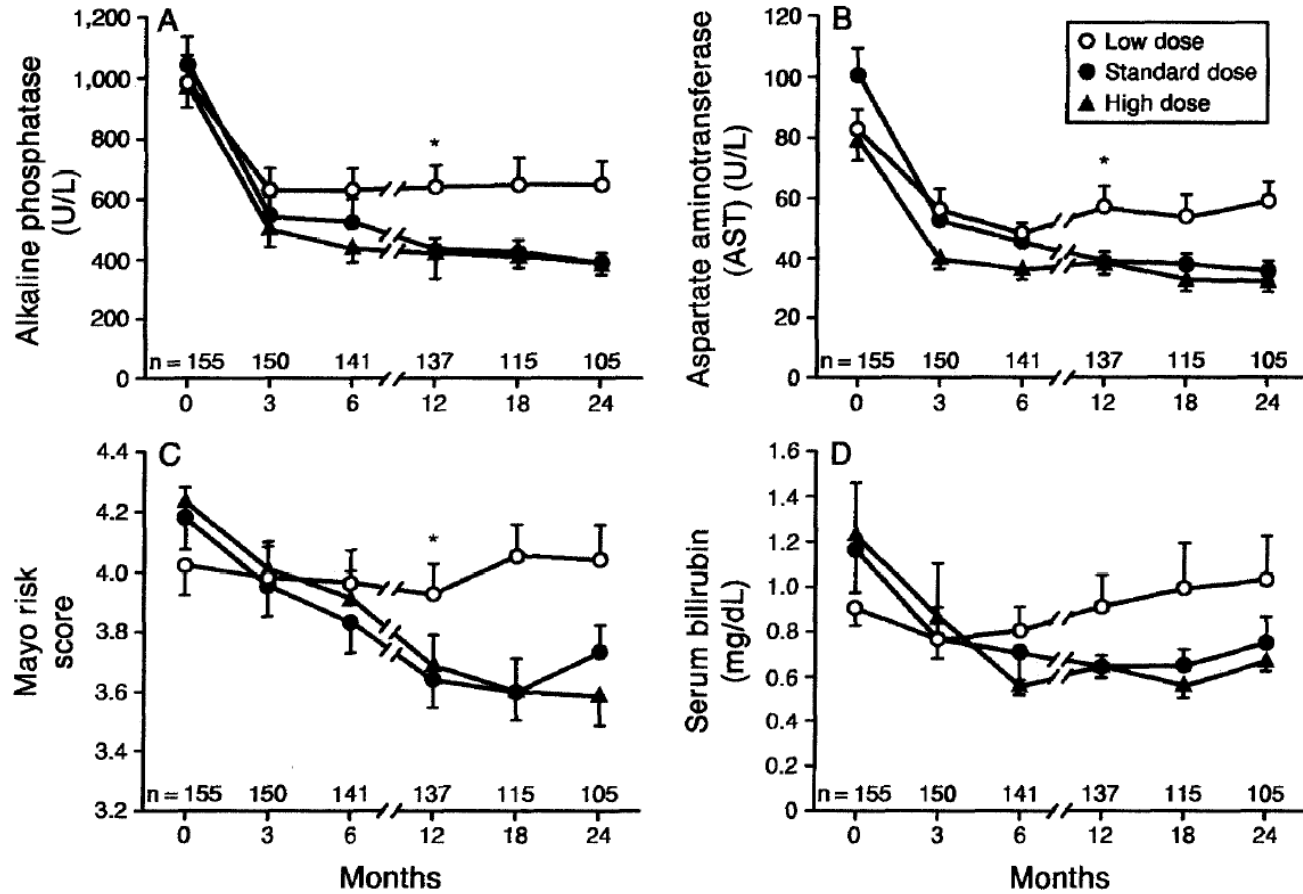 A
Alkaline phosphatase
(U/L)
1,200
1,000
800
600
400
200
0
*
n = 155 150 141 137 115 105
0 3 6 12 18 24
B
Aspartate aminotransferase
(AST) (U/L)
120
100
80
60
40
20
0
*
Low dose
Standard dose
High dose
n = 155 150 141 137 115 105
0 3 6 12 18 24
C
Mayo risk
score
4.4
4.2
4.0
3.8
3.6
3.4
3.2
*
n = 155 150 141 137 115 105
0 3 6 12 18 24
Months
D
Serum bilirubin
(mg/dL)
1.6
1.4
1.2
1.0
0.8
0.6
0.4
0.2
0
n = 155 150 141 137 115 105
0 3 6 12 18 24
Months